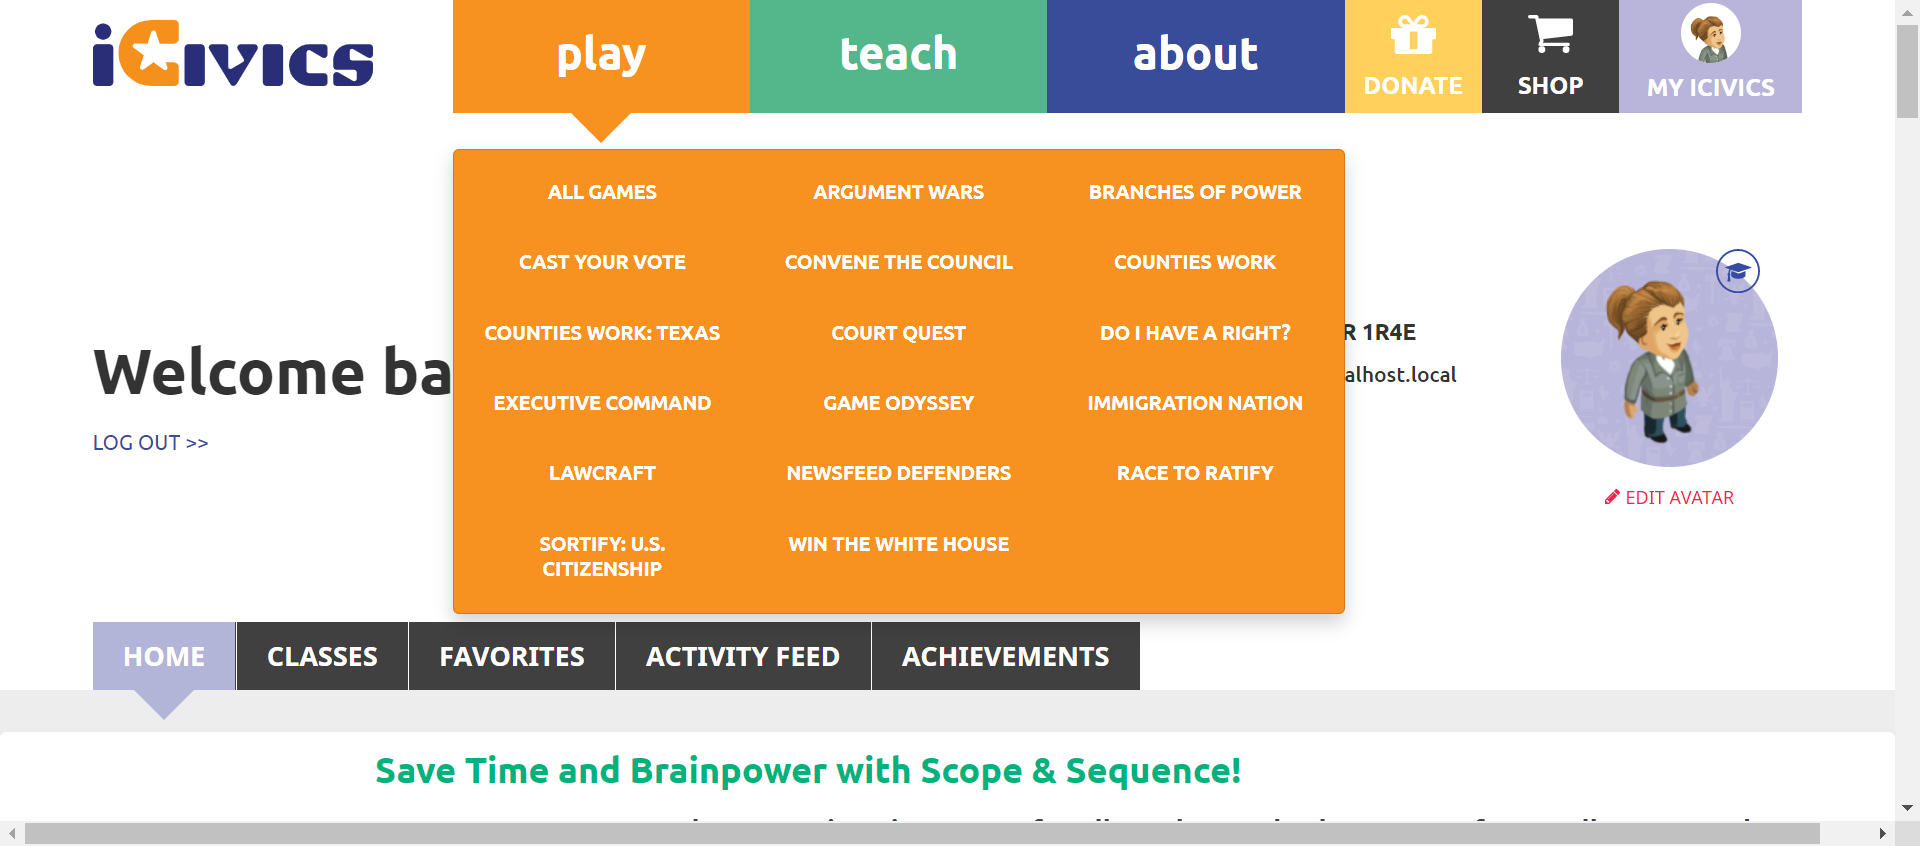 iCivics
play
teach
about
DONATE
SHOP
MY ICIVICS
ALL GAMES
ARGUMENT WARS
BRANCHES OF POWER
CAST YOUR VOTE
CONVENE THE COUNCIL
COUNTIES WORK
COUNTIES WORK: TEXAS
COURT QUEST
DO I HAVE A RIGHT?
EXECUTIVE COMMAND
GAME ODYSSEY
IMMIGRATION NATION
LAWCRAFT
NEWSFEED DEFENDERS
RACE TO RATIFY
SORTIFY: U.S.
CITIZENSHIP
WIN THE WHITE HOUSE
Welcome ba
LOG OUT >>
R 1R4E
alhost.local
EDIT AVATAR
HOME
CLASSES
FAVORITES
ACTIVITY FEED
ACHIEVEMENTS
Save Time and Brainpower with Scope & Sequence!